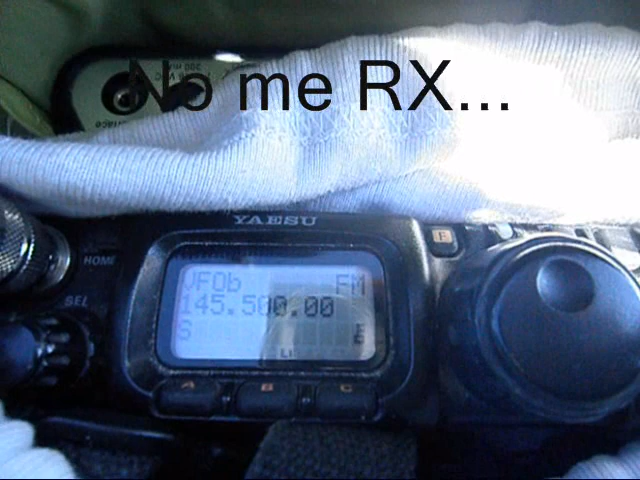 No me RX...
YAESU
HOME
F
SEL
VFOb FM
145.500.00
S
A B C